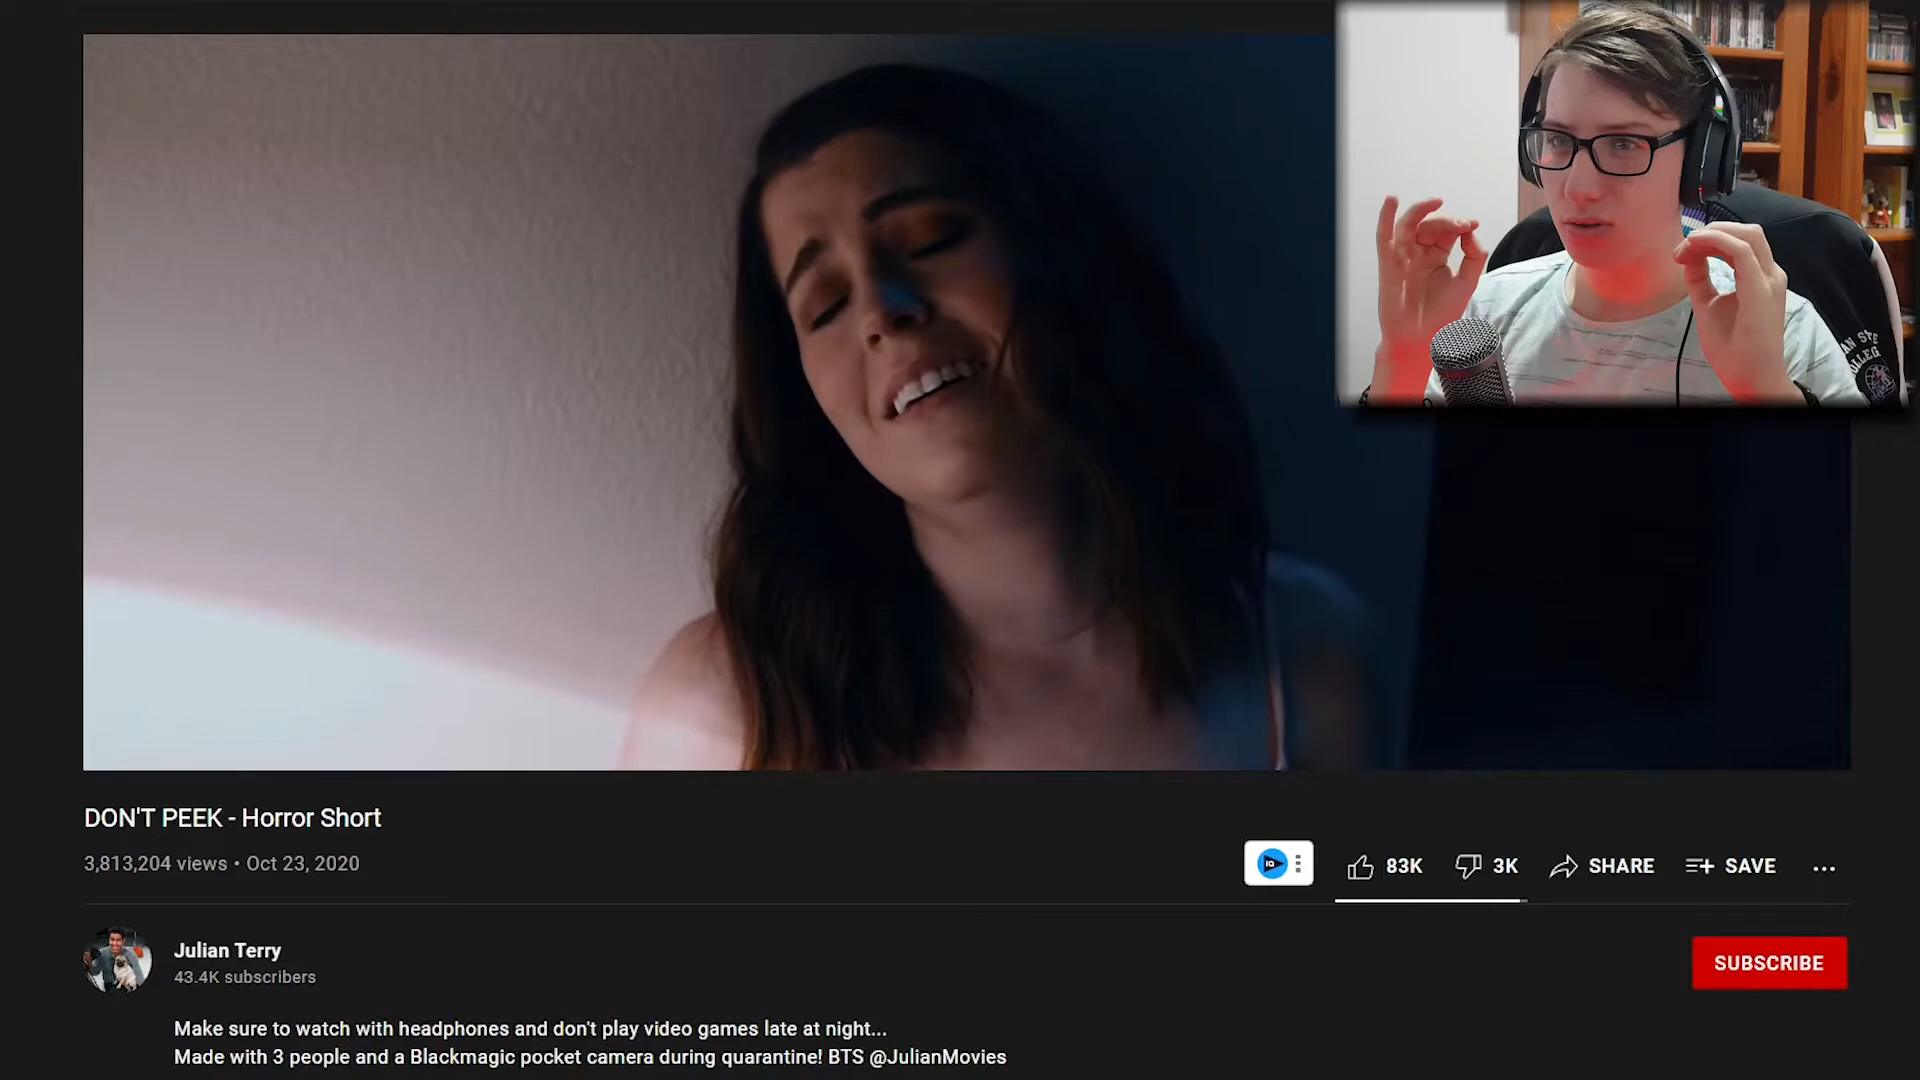 DON'T PEEK - Horror Short
3,813,204 views • Oct 23, 2020
IQ
83K
3K
SHARE
SAVE
Julian Terry
43.4K subscribers
SUBSCRIBE
Make sure to watch with headphones and don't play video games late at night...
Made with 3 people and a Blackmagic pocket camera during quarantine! BTS @JulianMovies